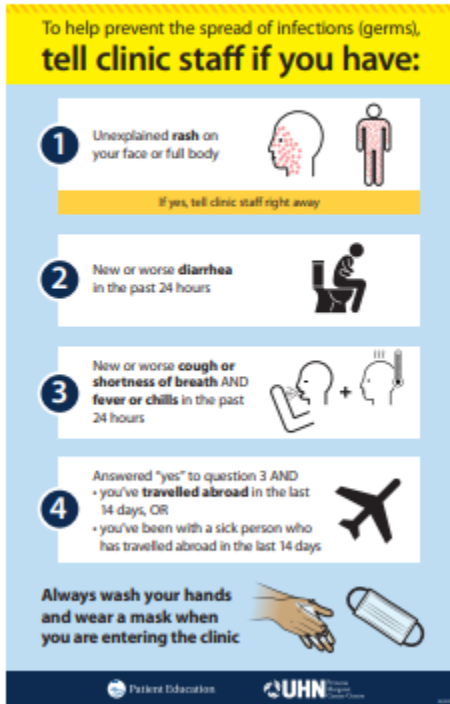 To help prevent the spread of infections (germs),
tell clinic staff if you have:
1
Unexplained rash on
your face or full body
If yes, tell clinic staff right away
2
New or worse diarrhea
in the past 24 hours
3
New or worse cough or
shortness of breath AND
fever or chills in the past
24 hours
4
Answered "yes" to question 3 AND
• you've travelled abroad in the last
14 days, OR
• you've been with a sick person who
has travelled abroad in the last 14 days
Always wash your hands
and wear a mask when
you are entering the clinic
Patient Education
UHN